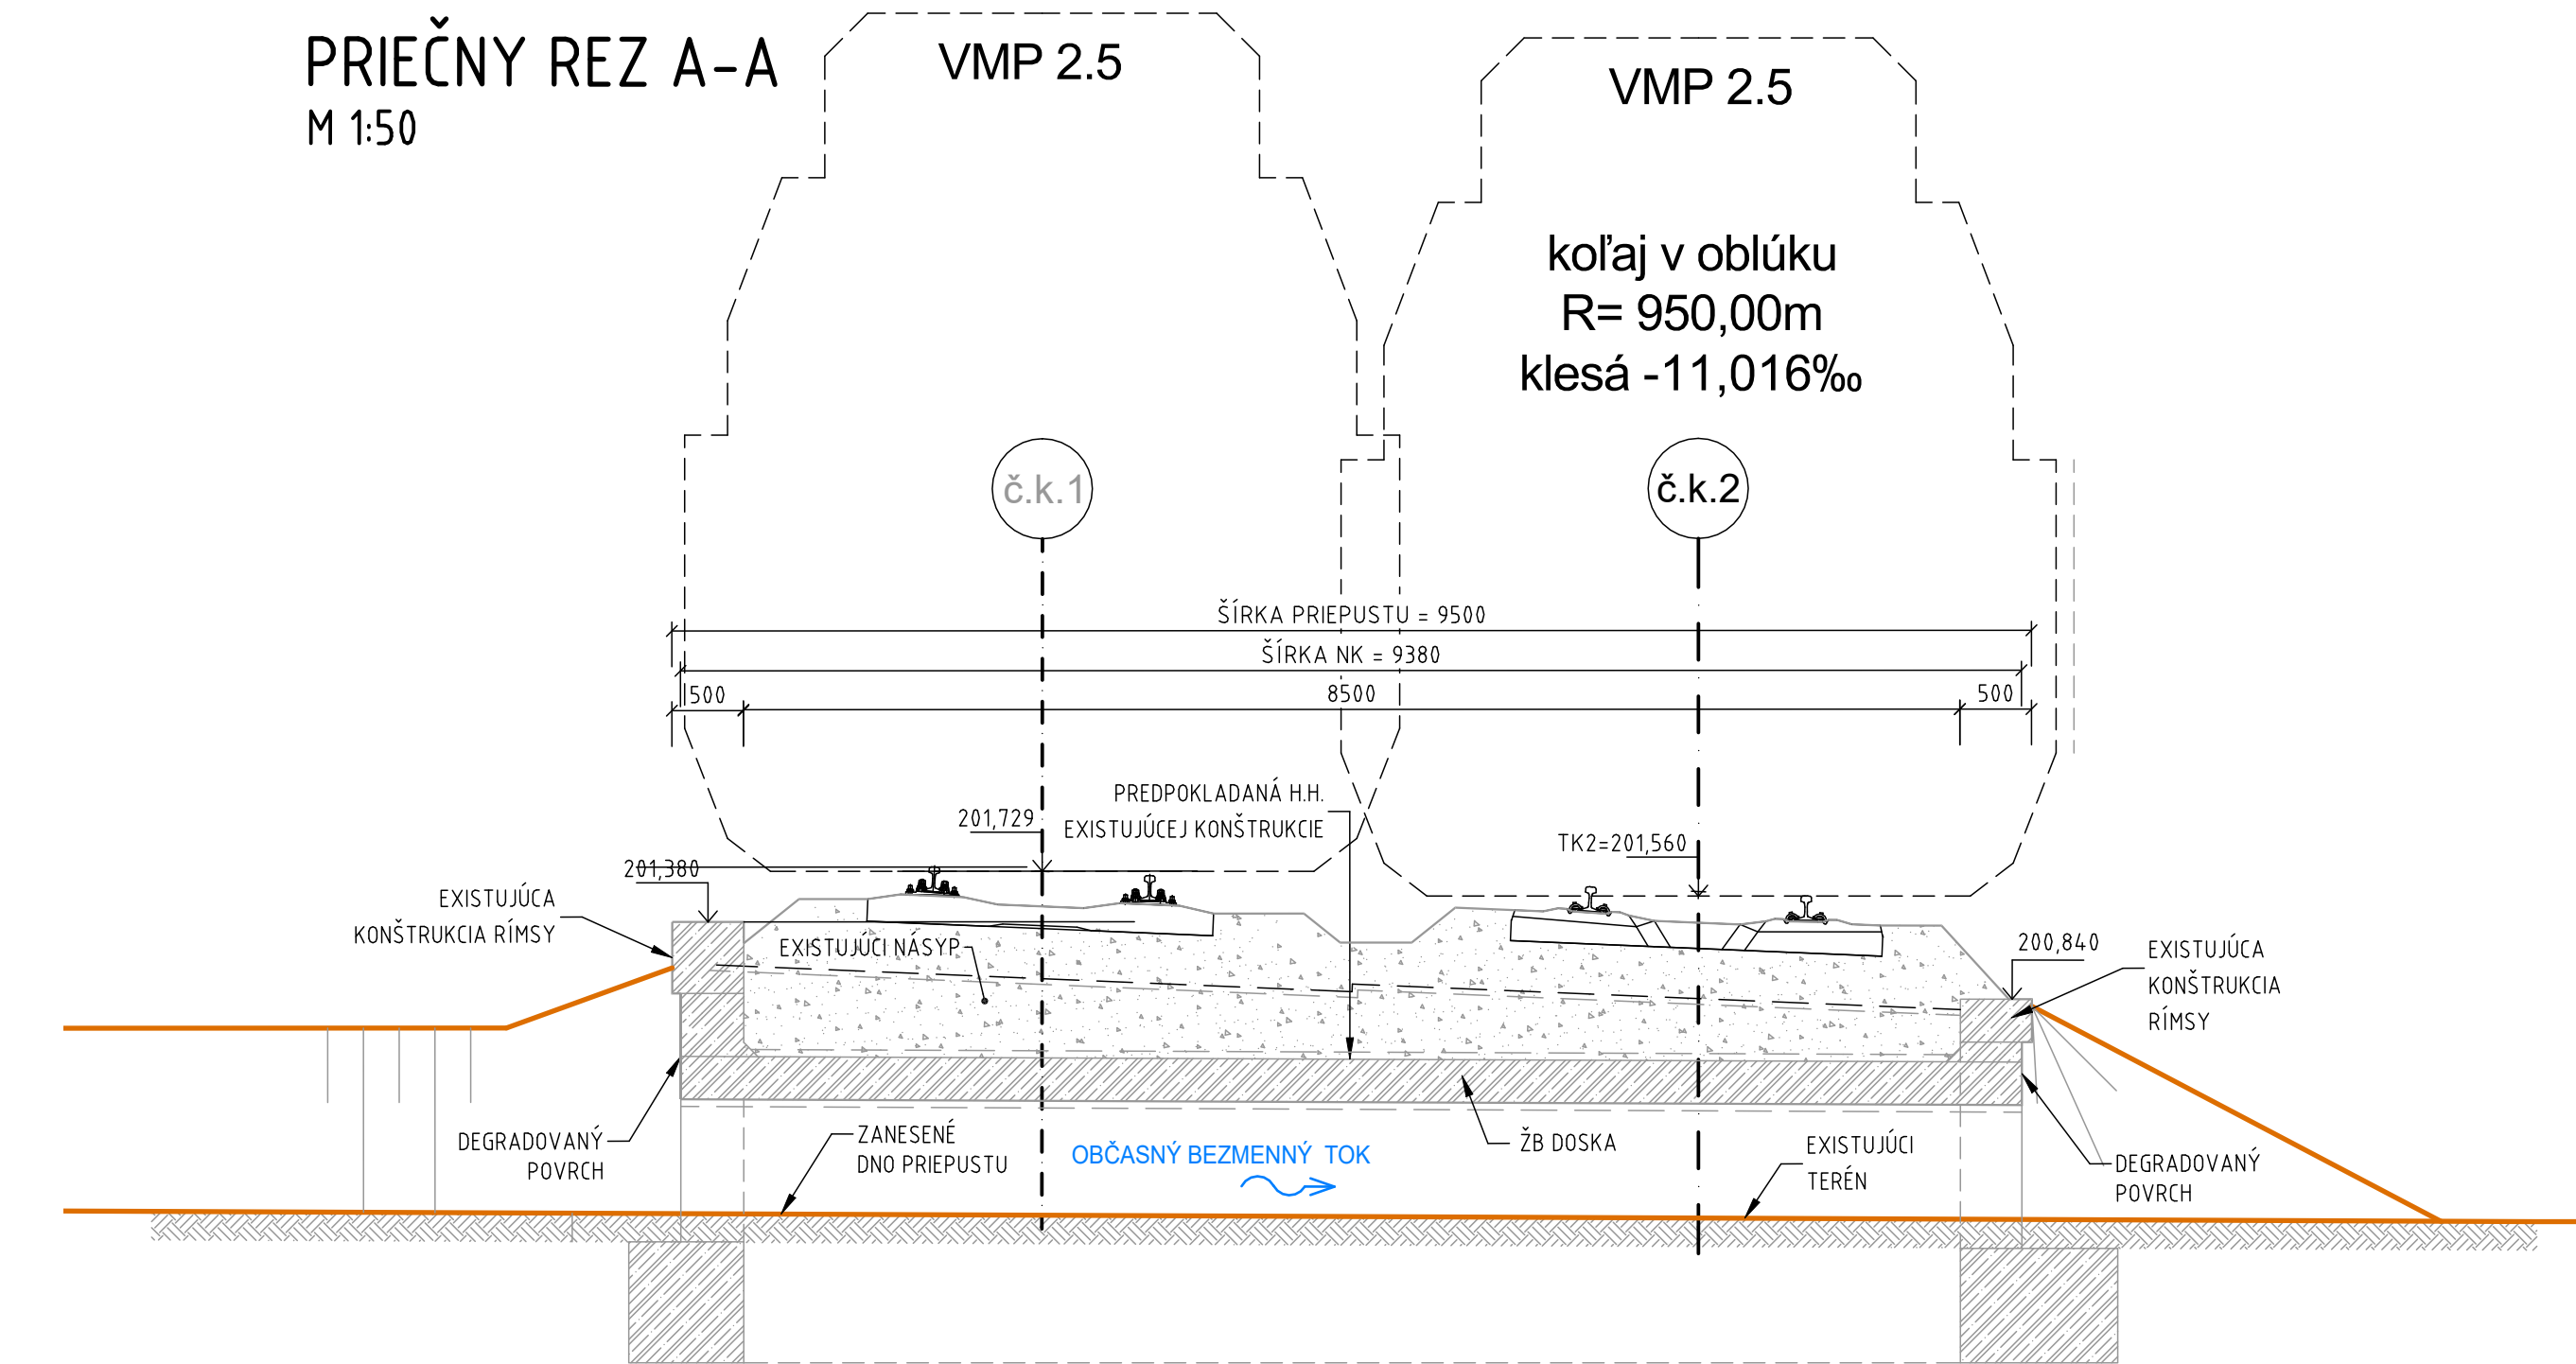 PRIEČNY REZ A-A
M 1:50
VMP 2.5
VMP 2.5
koľaj v oblúku
R= 950,00m
klesá -11,016‰
č.k.1
č.k.2
ŠÍRKA PRIEPUSTU = 9500
ŠÍRKA NK = 9380
500
8500
500
PREDPOKLADANÁ H.H.
EXISTUJÚCEJ KONŠTRUKCIE
201,729
TK2=201,560
201,380
EXISTUJÚCA
KONŠTRUKCIA RÍMSY
EXISTUJÚCI NÁSYP
200,840
EXISTUJÚCA
KONŠTRUKCIA
RÍMSY
DEGRADOVANÝ
POVRCH
ZANESENÉ
DNO PRIEPUSTU
OBČASNÝ BEZMENNÝ TOK
ŽB DOSKA
EXISTUJÚCI
TERÉN
DEGRADOVANÝ
POVRCH